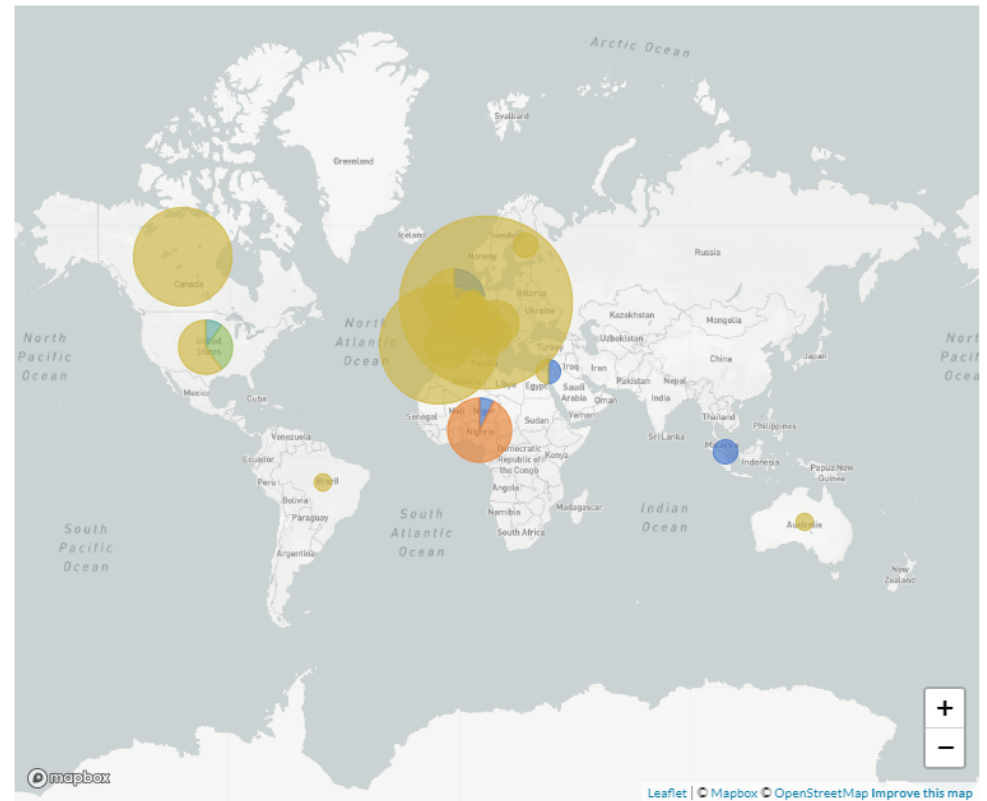 Arctic Ocean
Svalbard
Greenland
Iceland
Sweden
Norway
Russia
Canada
Belarus
Ukraine
Kazakhstan
Mongolia
North
Pacific
Ocean
North
Atlantic
Ocean
United
States
Uzbekistan
Turkey
China
Japan
Nort
Pacif
Ocea
Iraq
Iran
Libya
Egypt
Saudi
Arabia
Pakistan
Nepal
Oman
India
Mexico
Cuba
Senegal
Mali
Niger
Sudan
Yemen
Thailand
Philippines
Nigeria
Sri Lanka
Venezuela
Ecuador
Democratic
Republic of
the Congo
Kenya
Indonesia
Papua New
Guinea
Peru
Brazil
Bolivia
Angola
Paraguay
Namibia
Madagascar
South
Pacific
Ocean
South
Atlantic
Ocean
Indian
Ocean
Australia
South Africa
Argentina
New
Zealand
+
−
mapbox
Leaflet | © Mapbox © OpenStreetMap Improve this map